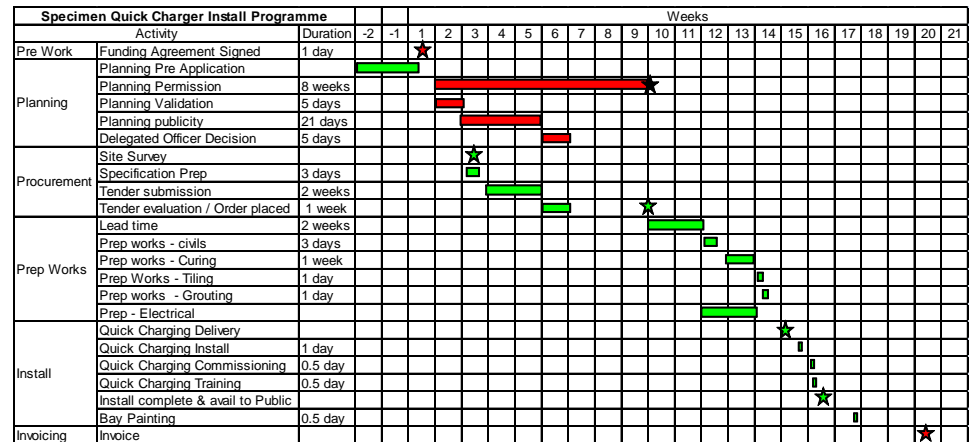 Specimen Quick Charger Install Programme Weeks
Activity Duration -2 -1 1 2 3 4 5 6 7 8 9 10 11 12 13 14 15 16 17 18 19 20 21
Pre Work Funding Agreement Signed 1 day
Planning Pre Application
Planning Permission 8 weeks
Planning Planning Validation 5 days
Planning publicity 21 days
Delegated Officer Decision 5 days
Site Survey
Procurement Specification Prep 3 days
Tender submission 2 weeks
Tender evaluation / Order placed 1 week
Lead time 2 weeks
Prep works - civils 3 days
Prep Works Prep works - Curing 1 week
Prep Works - Tiling 1 day
Prep works - Grouting 1 day
Prep - Electrical
Quick Charging Delivery
Quick Charging Install 1 day
Install Quick Charging Commissioning 0.5 day
Quick Charging Training 0.5 day
Install complete & avail to Public
Bay Painting 0.5 day
Invoicing Invoice